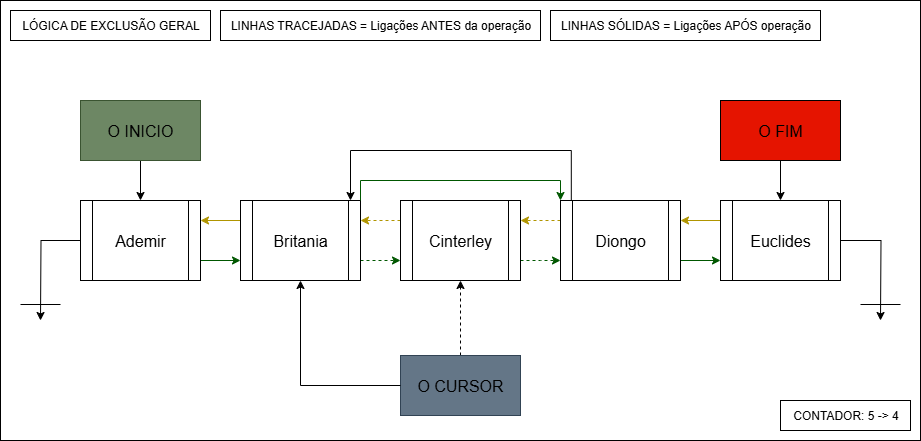 LÓGICA DE EXCLUSÃO GERAL
LINHAS TRACEJADAS = Ligações ANTES da operação
LINHAS SÓLIDAS = Ligações APÓS operação
O INICIO
O FIM
Ademir
Britania
Cinterley
Diongo
Euclides
O CURSOR
CONTADOR: 5 -> 4